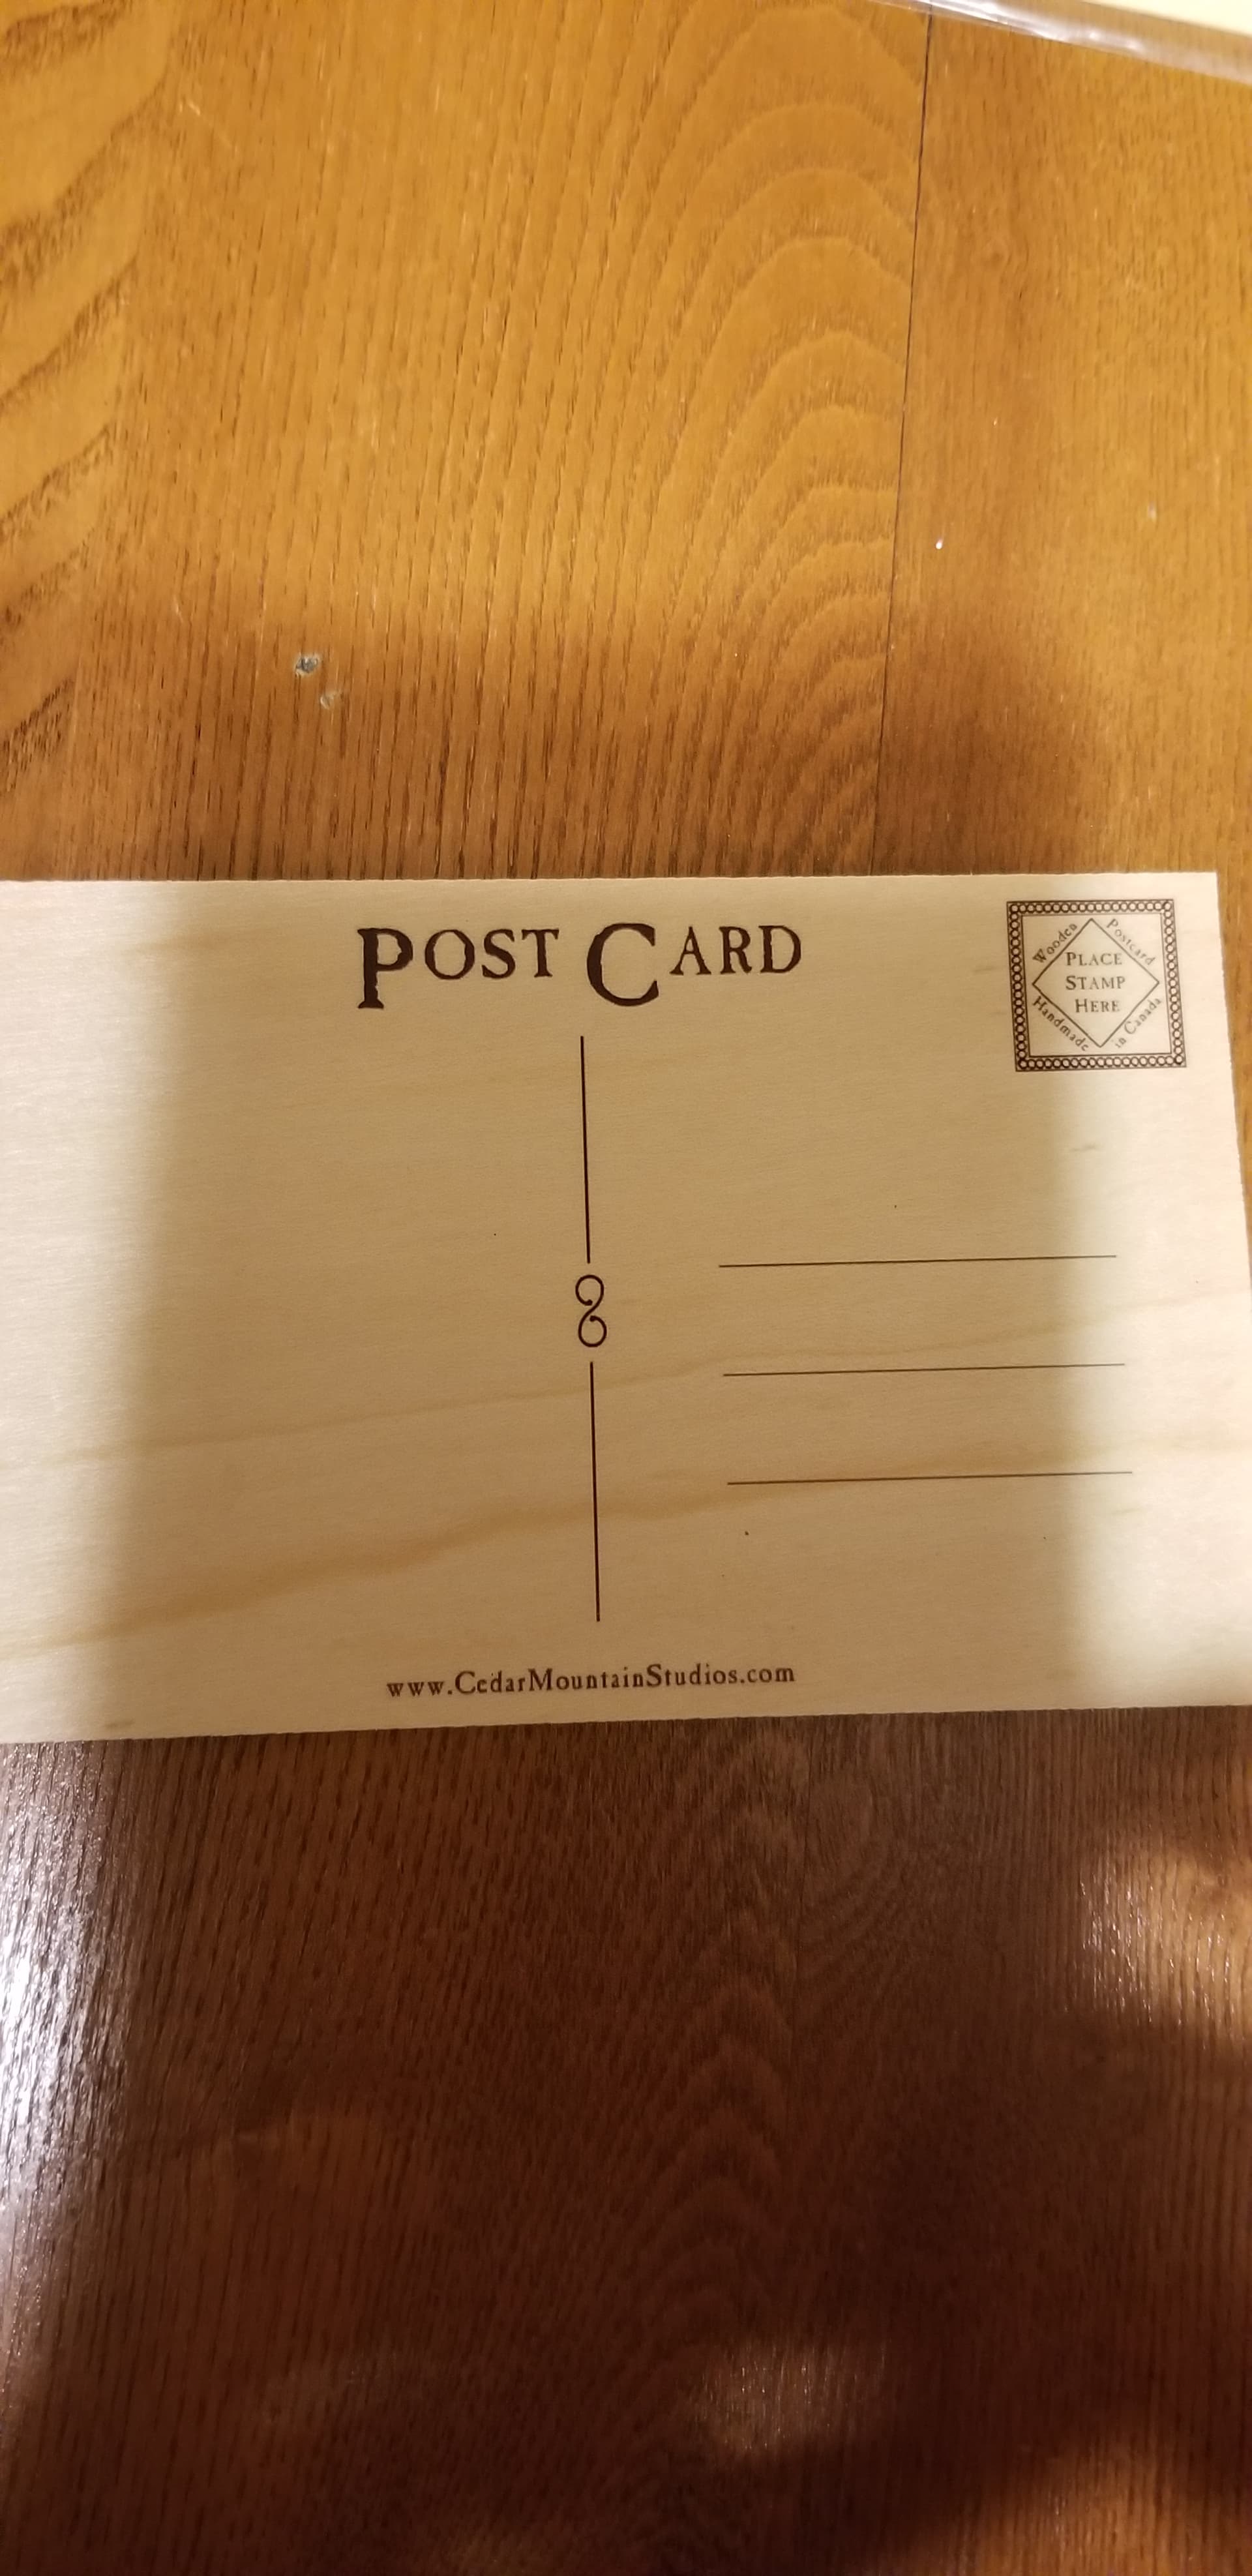 POST CARD
Wooden Postcard
PLACE
STAMP
HERE
Handmade in Canada
www.CedarMountainStudios.com